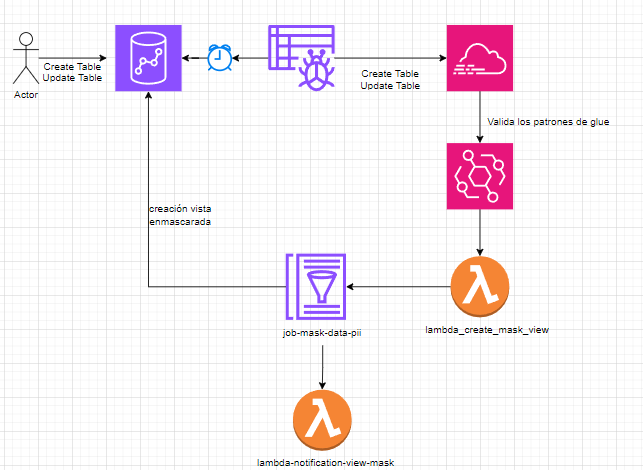 Create Table
Update Table
Actor
Create Table
Update Table
Valida los patrones de glue
creación vista
enmascarada
job-mask-data-pii
lambda_create_mask_view
lambda-notification-view-mask